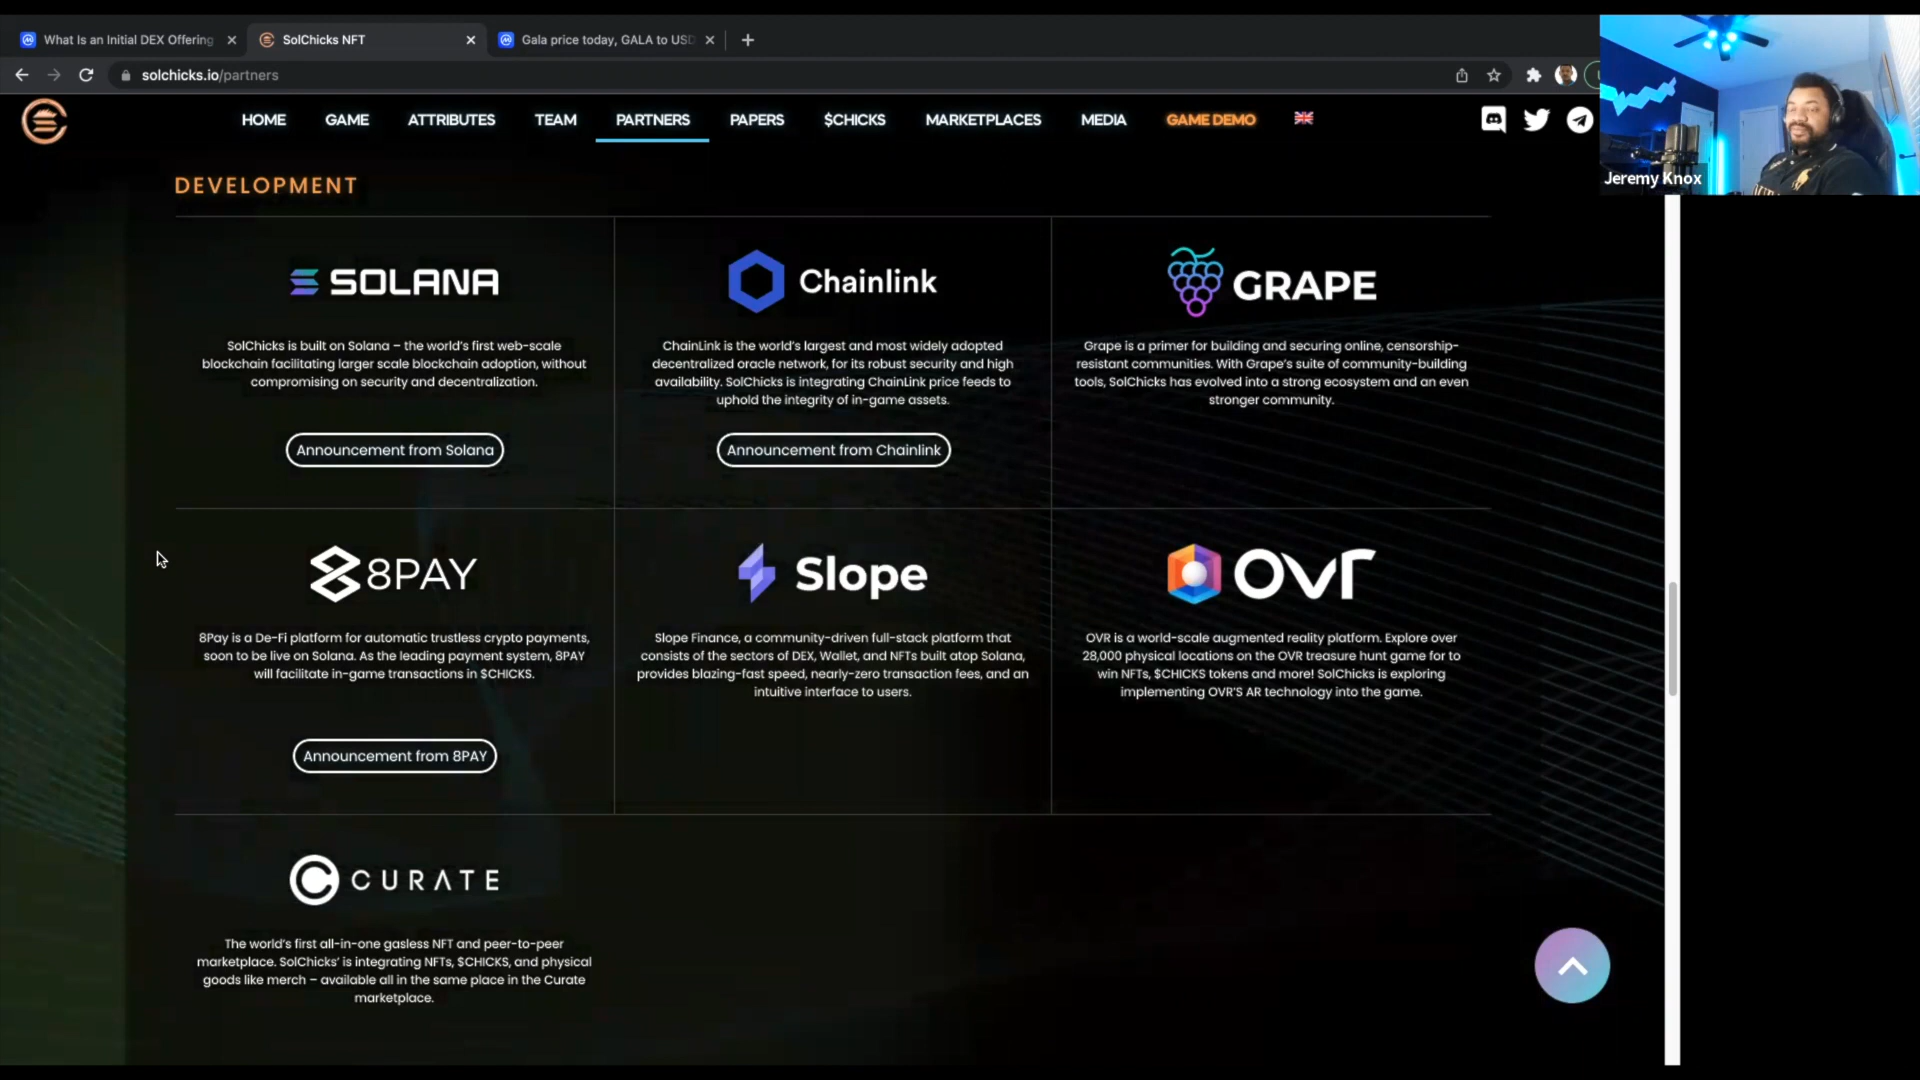 What Is an Initial DEX Offering
SolChicks NFT
Gala price today, GALA to USD
solchicks.io/partners
HOME
GAME
ATTRIBUTES
TEAM
PARTNERS
PAPERS
$CHICKS
MARKETPLACES
MEDIA
GAME DEMO
Jeremy Knox
DEVELOPMENT
SOLANA
SolChicks is built on Solana – the world's first web-scale
blockchain facilitating larger scale blockchain adoption, without
compromising on security and decentralization.
Announcement from Solana
Chainlink
ChainLink is the world's largest and most widely adopted
decentralized oracle network, for its robust security and high
availability. SolChicks is integrating ChainLink price feeds to
uphold the integrity of in-game assets.
Announcement from Chainlink
GRAPE
Grape is a primer for building and securing online, censorship-
resistant communities. With Grape's suite of community-building
tools, SolChicks has evolved into a strong ecosystem and an even
stronger community.
8PAY
8Pay is a De-Fi platform for automatic trustless crypto payments,
soon to be live on Solana. As the leading payment system, 8PAY
will facilitate in-game transactions in $CHICKS.
Announcement from 8PAY
Slope
Slope Finance, a community-driven full-stack platform that
consists of the sectors of DEX, Wallet, and NFTs built atop Solana,
provides blazing-fast speed, nearly-zero transaction fees, and an
intuitive interface to users.
OVR
OVR is a world-scale augmented reality platform. Explore over
28,000 physical locations on the OVR treasure hunt game for to
win NFTs, $CHICKS tokens and more! SolChicks is exploring
implementing OVR'S AR technology into the game.
CURATE
The world's first all-in-one gasless NFT and peer-to-peer
marketplace. SolChicks' is integrating NFTs, $CHICKS, and physical
goods like merch – available all in the same place in the Curate
marketplace.